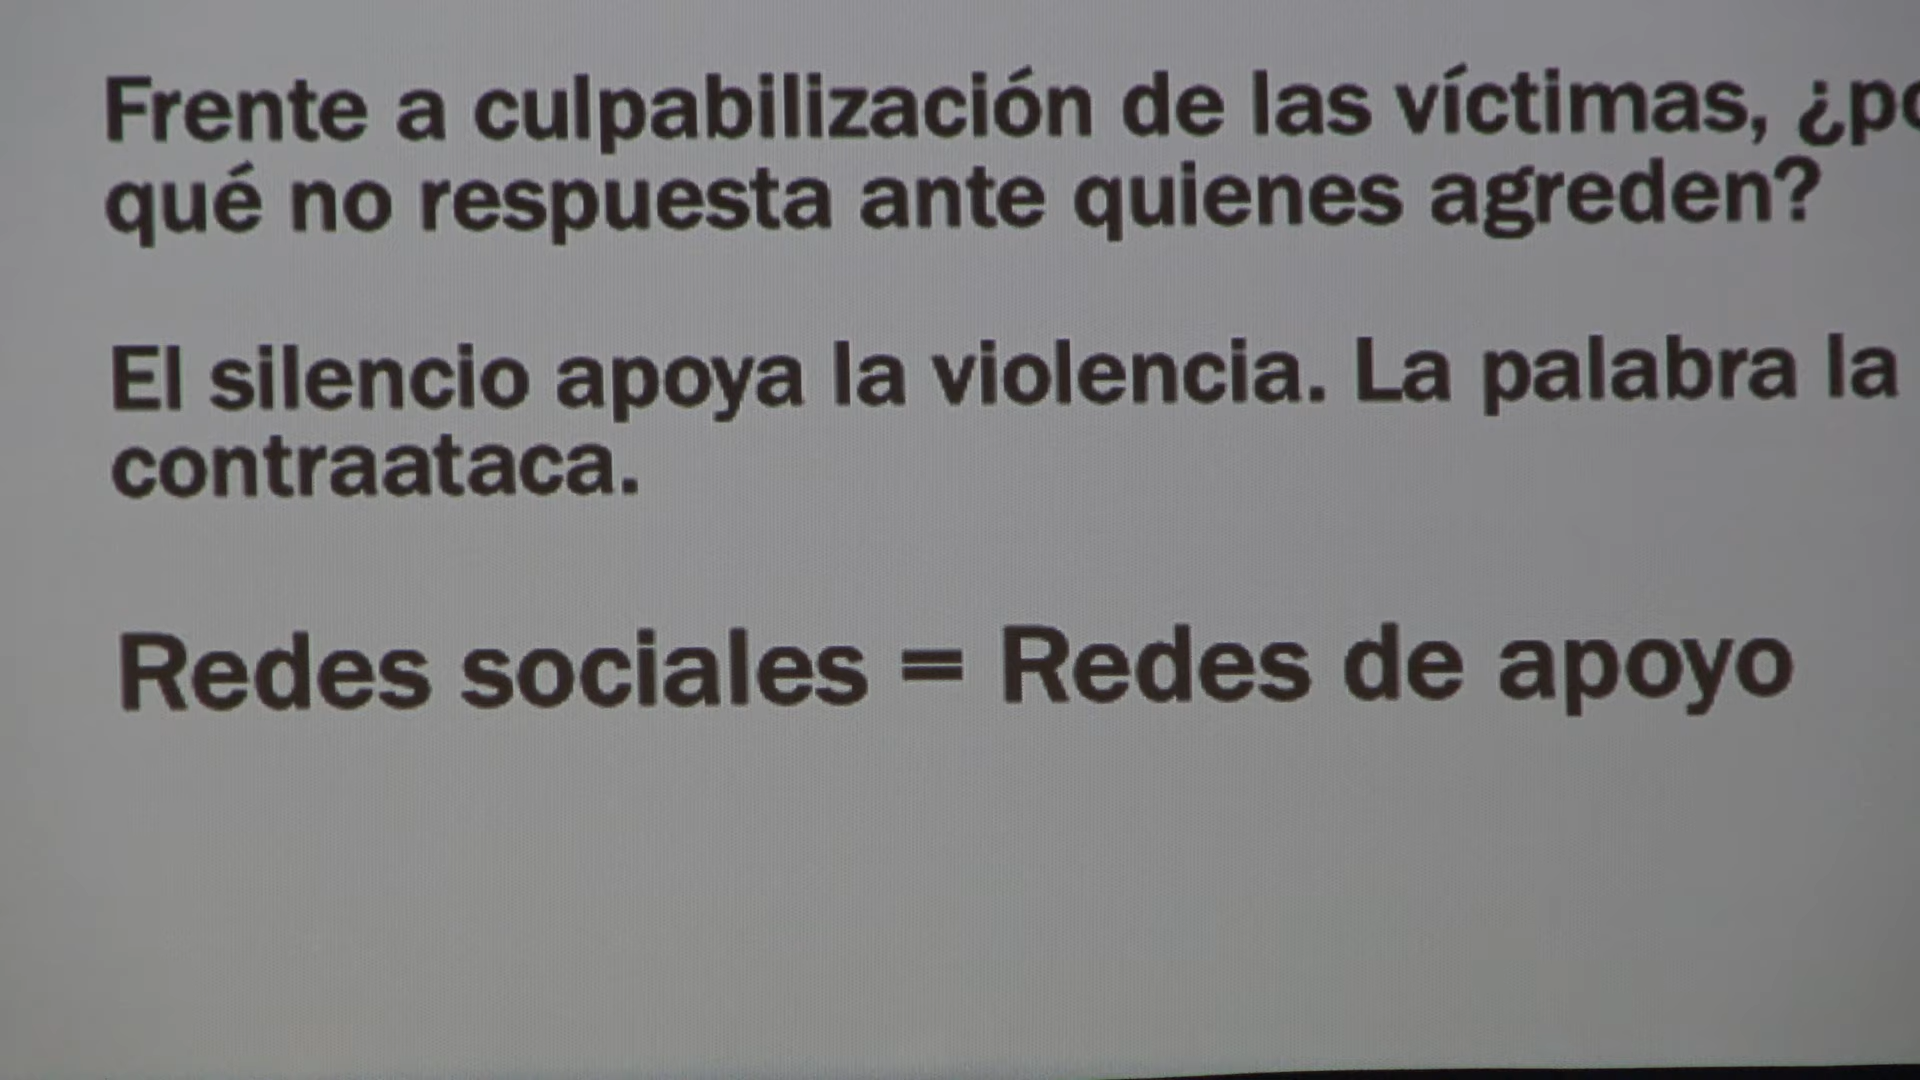 Frente a culpabilización de las víctimas, ¿po
qué no respuesta ante quienes agreden?
El silencio apoya la violencia. La palabra la
contraataca.
Redes sociales = Redes de apoyo